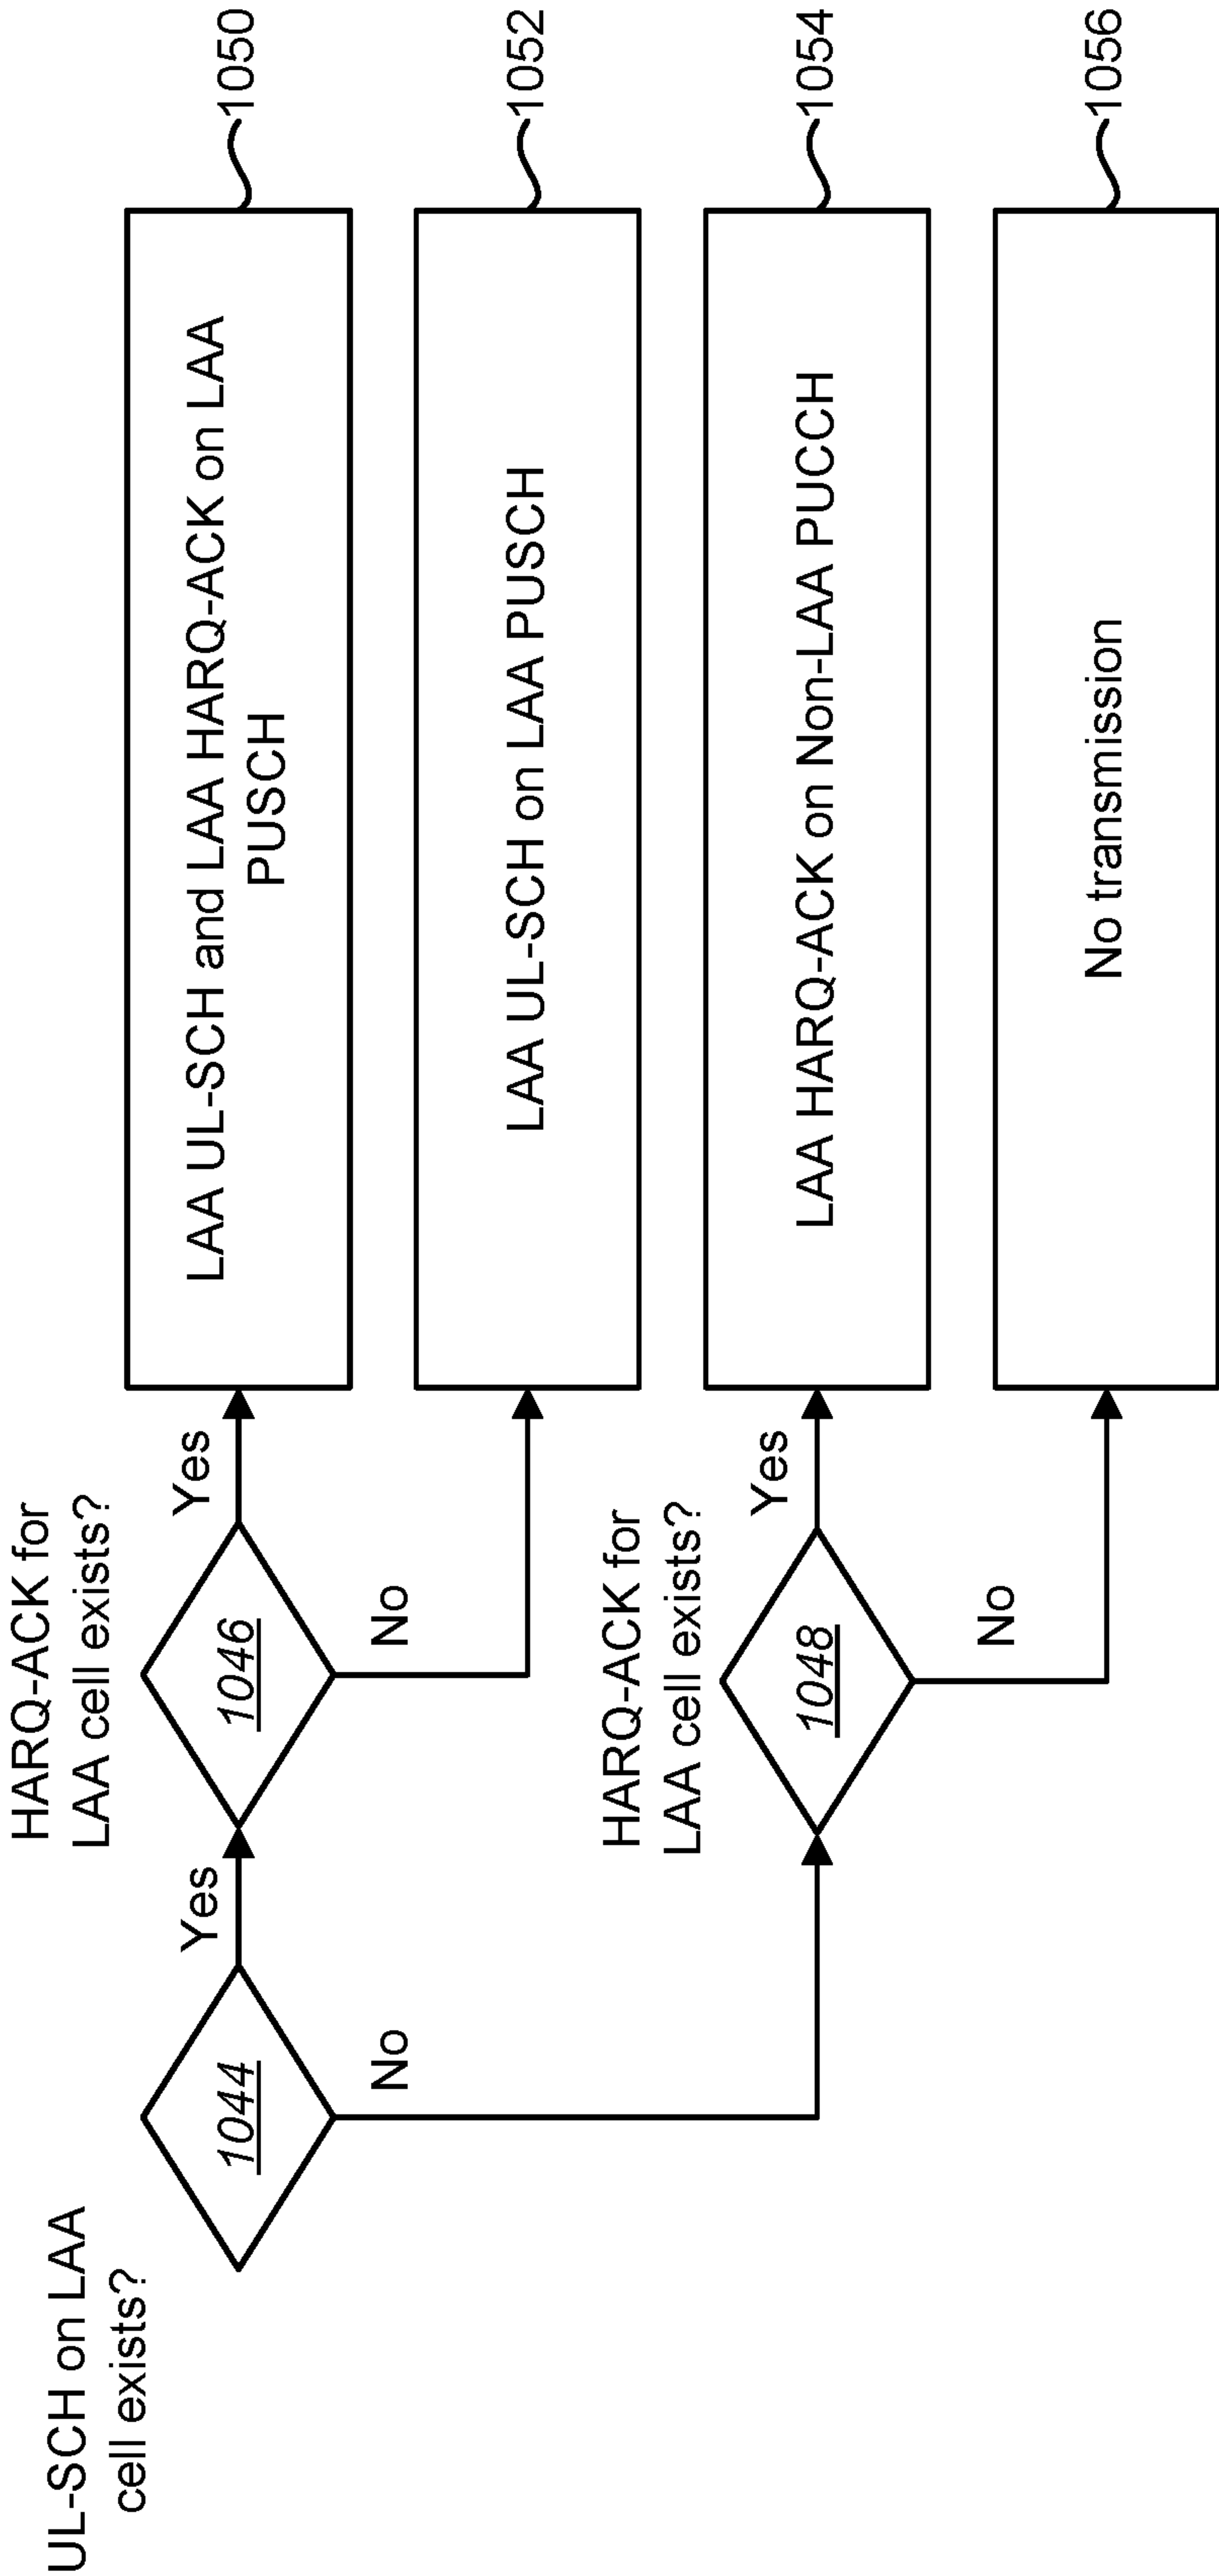 UL-SCH on LAA
cell exists?
1044
Yes
No
HARQ-ACK for
LAA cell exists?
1046
Yes
No
LAA UL-SCH and LAA HARQ-ACK on LAA
PUSCH
1050
LAA UL-SCH on LAA PUSCH
1052
HARQ-ACK for
LAA cell exists?
1048
Yes
No
LAA HARQ-ACK on Non-LAA PUCCH
1054
No transmission
1056